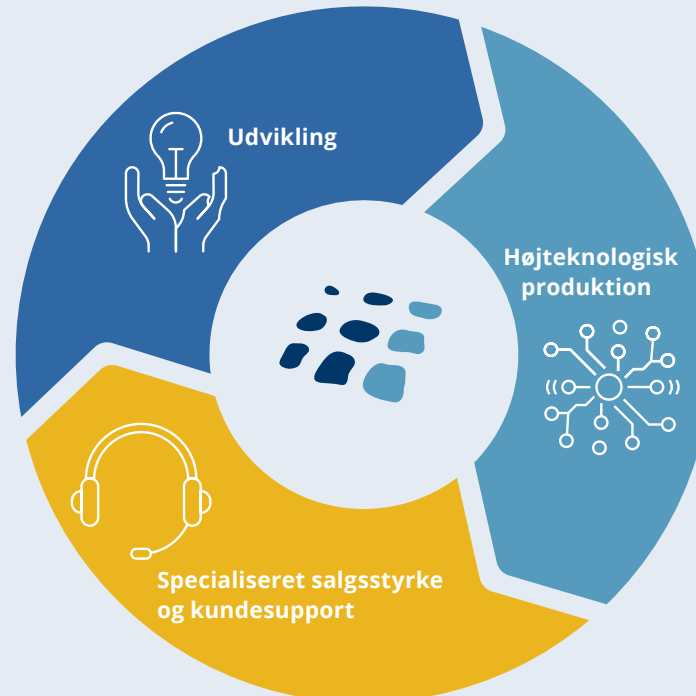 Udvikling
Højteknologisk
produktion
Specialiseret salgsstyrke
og kundesupport